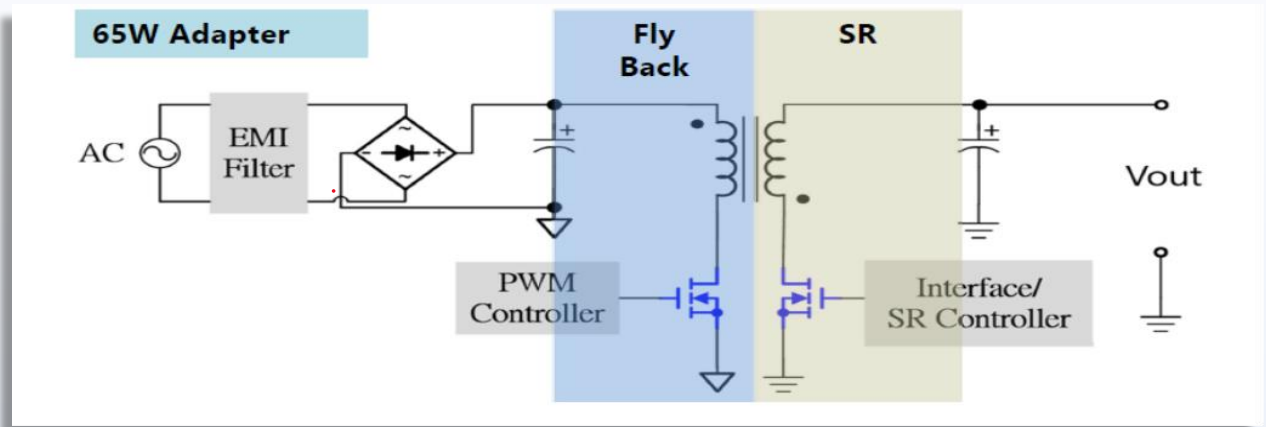 65W Adapter
Fly
Back
SR
AC
EMI
Filter
~
-
+
~
+
+
Vout
PWM
Controller
Interface/
SR Controller